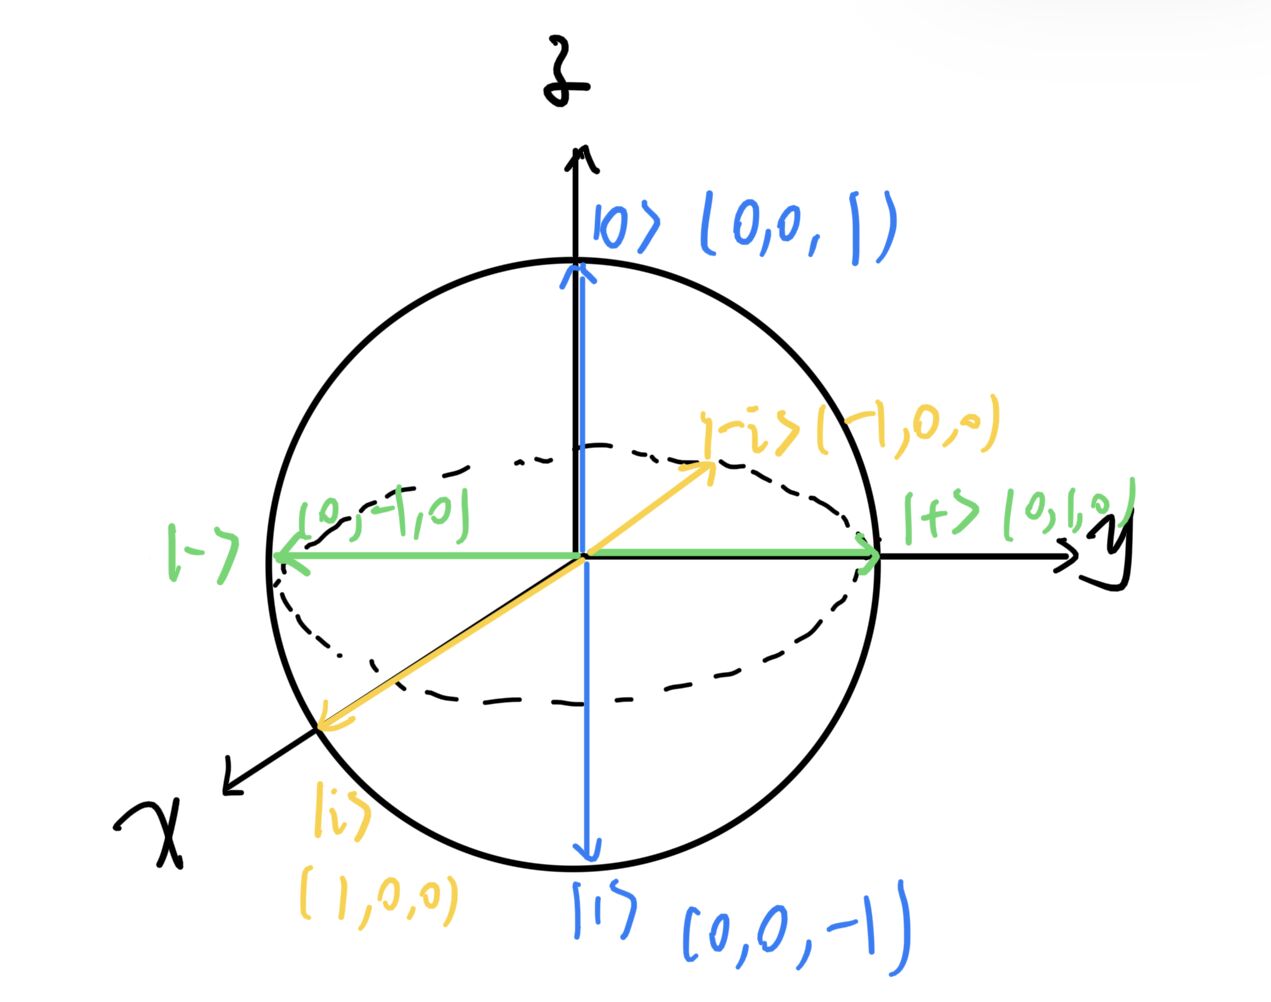 z
|0> (0,0,1)
|-i> (-1,0,0)
|-> (0,-1,0)
|+> (0,1,0)
y
x
|i>
(1,0,0)
|1> (0,0,-1)